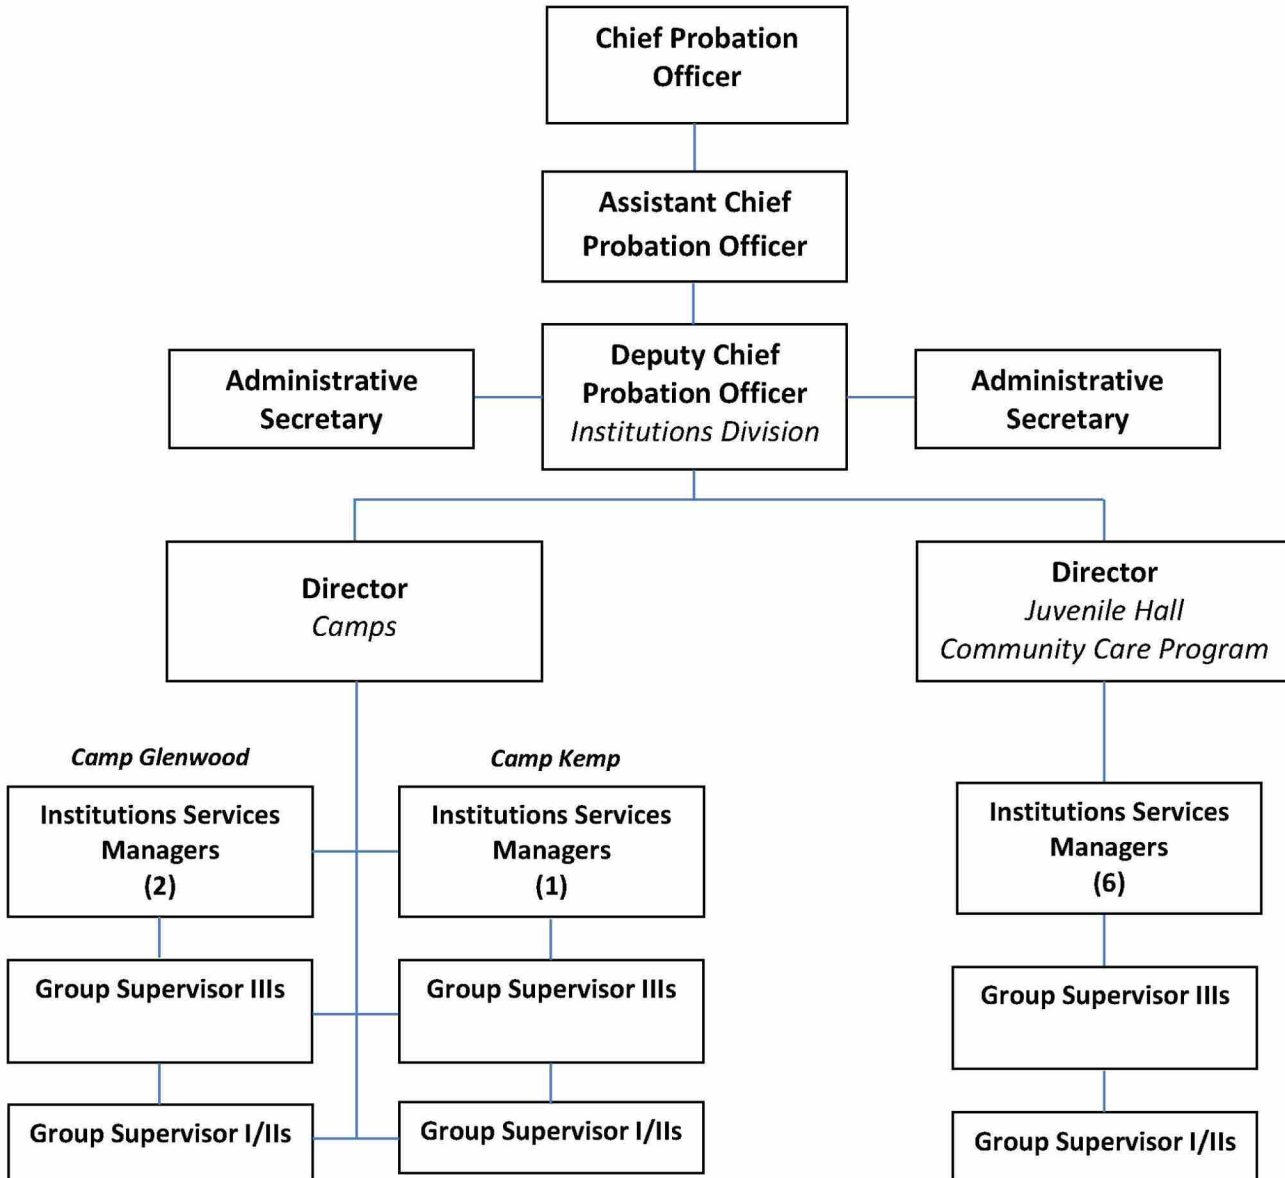 Chief Probation
Officer
Assistant Chief
Probation Officer
Administrative
Secretary
Deputy Chief
Probation Officer
Institutions Division
Administrative
Secretary
Director
Camps
Director
Juvenile Hall
Community Care Program
Camp Glenwood
Institutions Services
Managers
(2)
Group Supervisor IIIs
Group Supervisor I/IIs
Camp Kemp
Institutions Services
Managers
(1)
Group Supervisor IIIs
Group Supervisor I/IIs
Institutions Services
Managers
(6)
Group Supervisor IIIs
Group Supervisor I/IIs